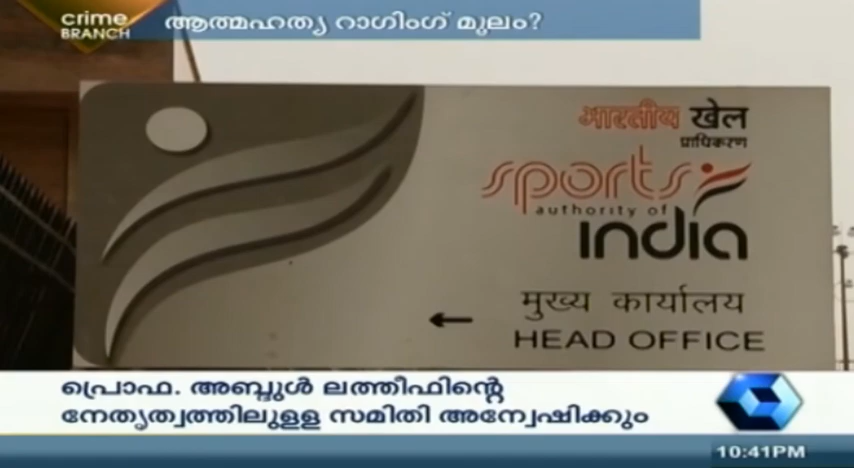 crime
BRANCH
ആത്മഹത്യ റാഗിംഗ് മൂലം?
भारतीय खेल
प्राधिकरण
sports
authority of
india
मुख्य कार्यालय
HEAD OFFICE
പ്രൊഫ. അബ്ദുൾ ലത്തീഫിന്റെ
നേതൃത്വത്തിലുളള സമിതി അന്വേഷിക്കും
10:41PM